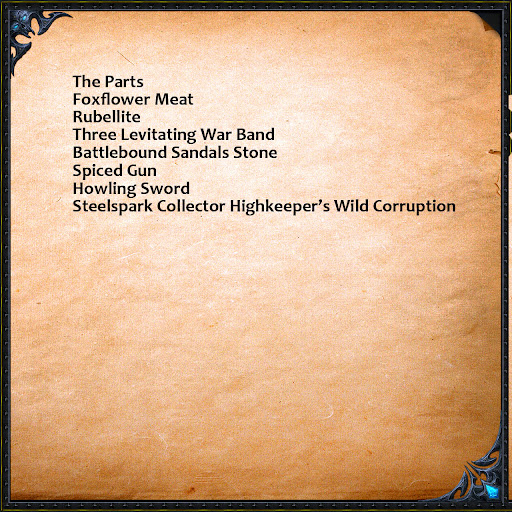 The Parts
Foxflower Meat
Rubellite
Three Levitating War Band
Battlebound Sandals Stone
Spiced Gun
Howling Sword
Steelspark Collector Highkeeper's Wild Corruption